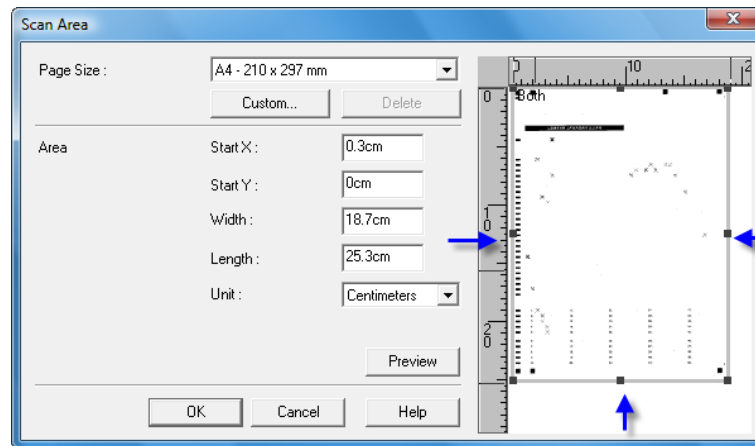 Scan Area
Page Size :
A4 - 210 x 297 mm
Custom...
Delete
Area
Start X :
0.3cm
Start Y :
0cm
Width :
18.7cm
Length :
25.3cm
Unit :
Centimeters
Preview
OK
Cancel
Help
0
10
2
0
Both
10
20